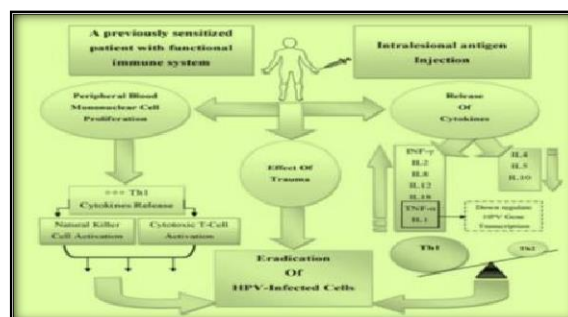 A previously sensitized
patient with functional
immune system
Intralesional antigen
Injection
Peripheral Blood
Mononuclear Cell
Proliferation
Release
Of
Cytokines
Effect Of
Trauma
INF-γ
IL2
IL8
IL12
IL18
TNF-α
IL1
IL4
IL5
IL10
Down regulate
HPV Gene
Transcription
+++ Th1
Cytokines Release
Natural Killer
Cell Activation
Cytotoxic T-Cell
Activation
Th1
Th2
Eradication
Of
HPV-Infected Cells